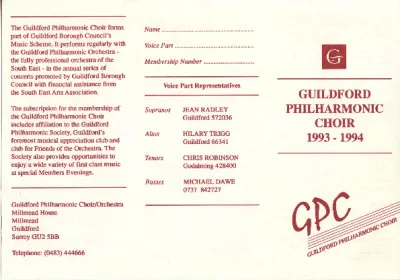 The Guildford Philharmonic Choir forms
part of Guildford Borough Council's
Music Scheme. It performs regularly with
the Guildford Philharmonic Orchestra -
the fully professional orchestra of the
South East - in the annual series of
concerts presented by Guildford Borough
Council with financial assistance from
the South East Arts Association.
The subscription for the membership of
the Guildford Philharmonic Choir
includes affiliation to the Guildford
Philharmonic Society, Guildford's
foremost musical appreciation club and
club for Friends of the Orchestra. The
Society also provides opportunities to
enjoy a wide variety of first class music
at special Members Evenings.
Guildford Philharmonic Choir/Orchestra
Millmead House
Millmead
Guildford
Surrey GU2 5BB
Telephone: (0483) 444666
Name
Voice Part
Membership Number
Voice Part Representatives
Sopranos JEAN RADLEY
Guildford 572036
Altos HILARY TRIGG
Guildford 66341
Tenors CHRIS ROBINSON
Godalming 428400
Basses MICHAEL DAWE
0737 842727
G
GUILDFORD
PHILHARMONIC
CHOIR
1993 - 1994
GPC
GUILDFORD PHILHARMONIC CHOIR